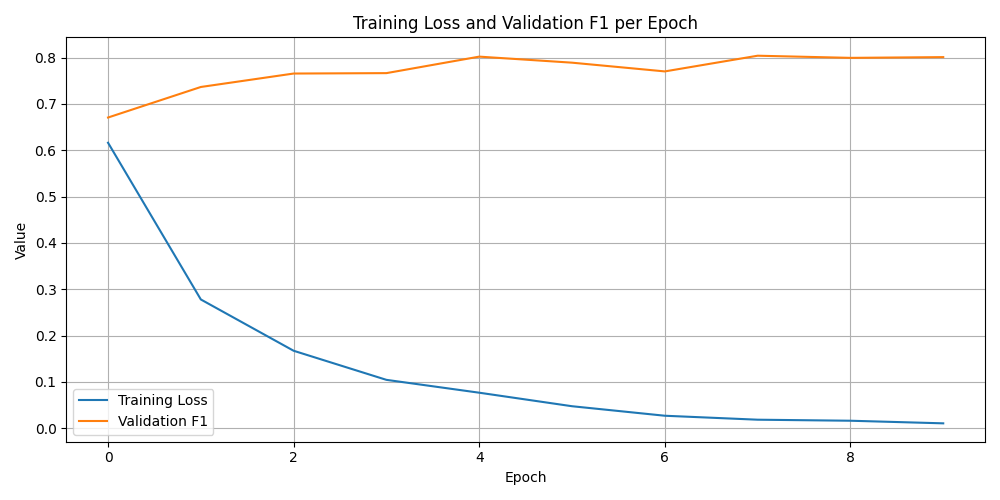 Training Loss and Validation F1 per Epoch
0.8
0.7
0.6
0.5
0.4
0.3
0.2
0.1
0.0
Value
Training Loss
Validation F1
0 2 4 6 8
Epoch